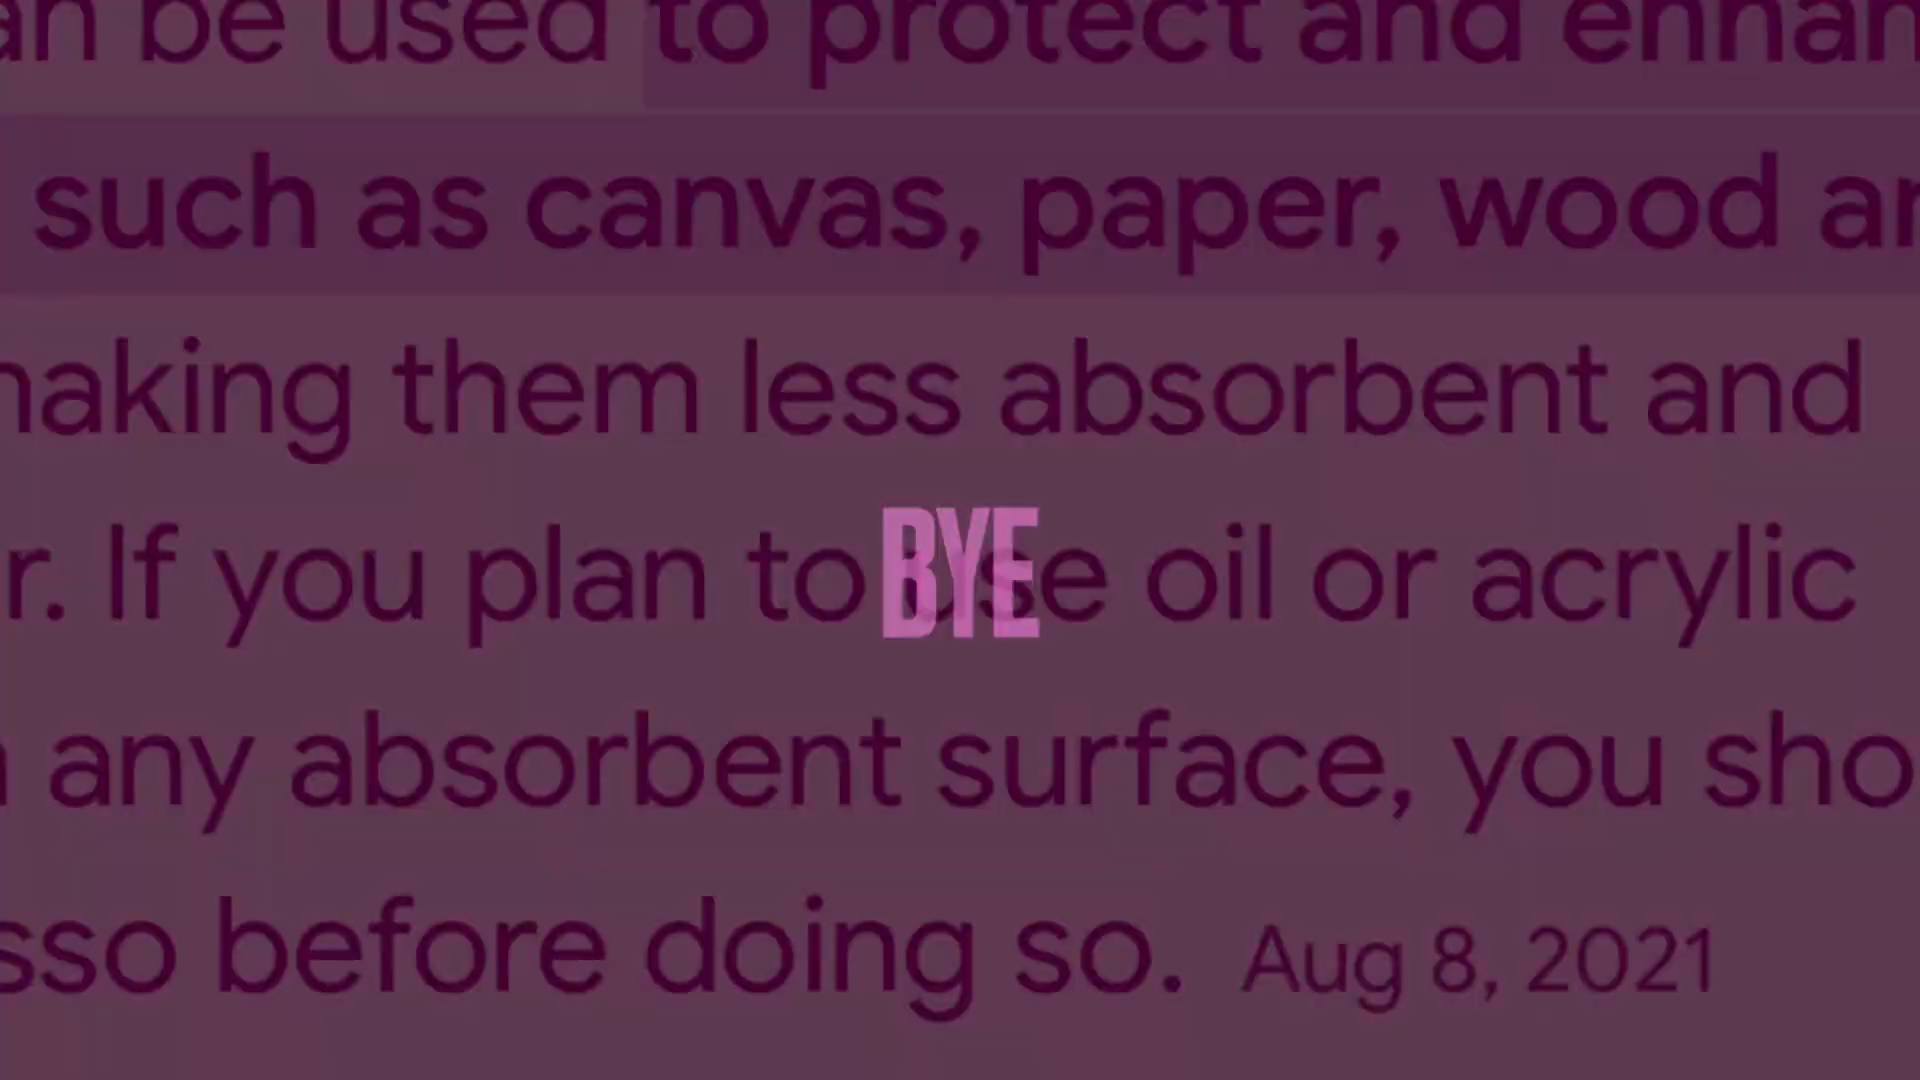 an be used to protect and enhan
such as canvas, paper, wood an
making them less absorbent and
r. If you plan to use oil or acrylic
BYE
any absorbent surface, you sho
sso before doing so. Aug 8, 2021